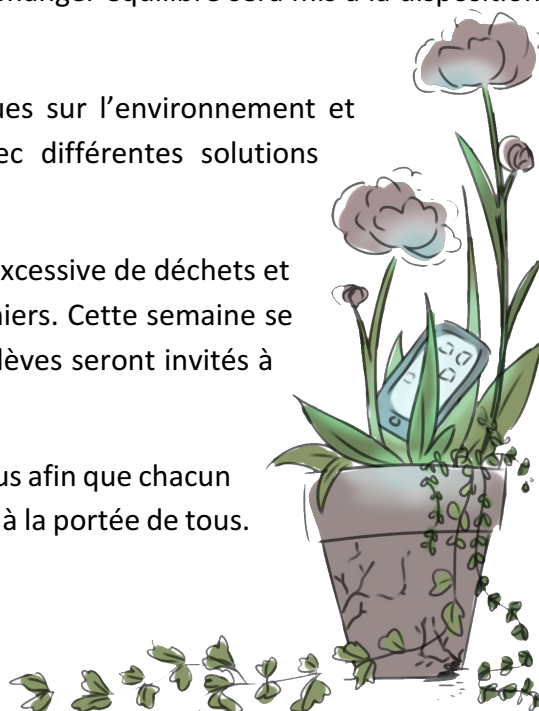 manger équilibré sera mis à la disposition
ues sur l’environnement et
ec différentes solutions
xcessive de déchets et
niers. Cette semaine se
lèves seront invités à
us afin que chacun
à la portée de tous.